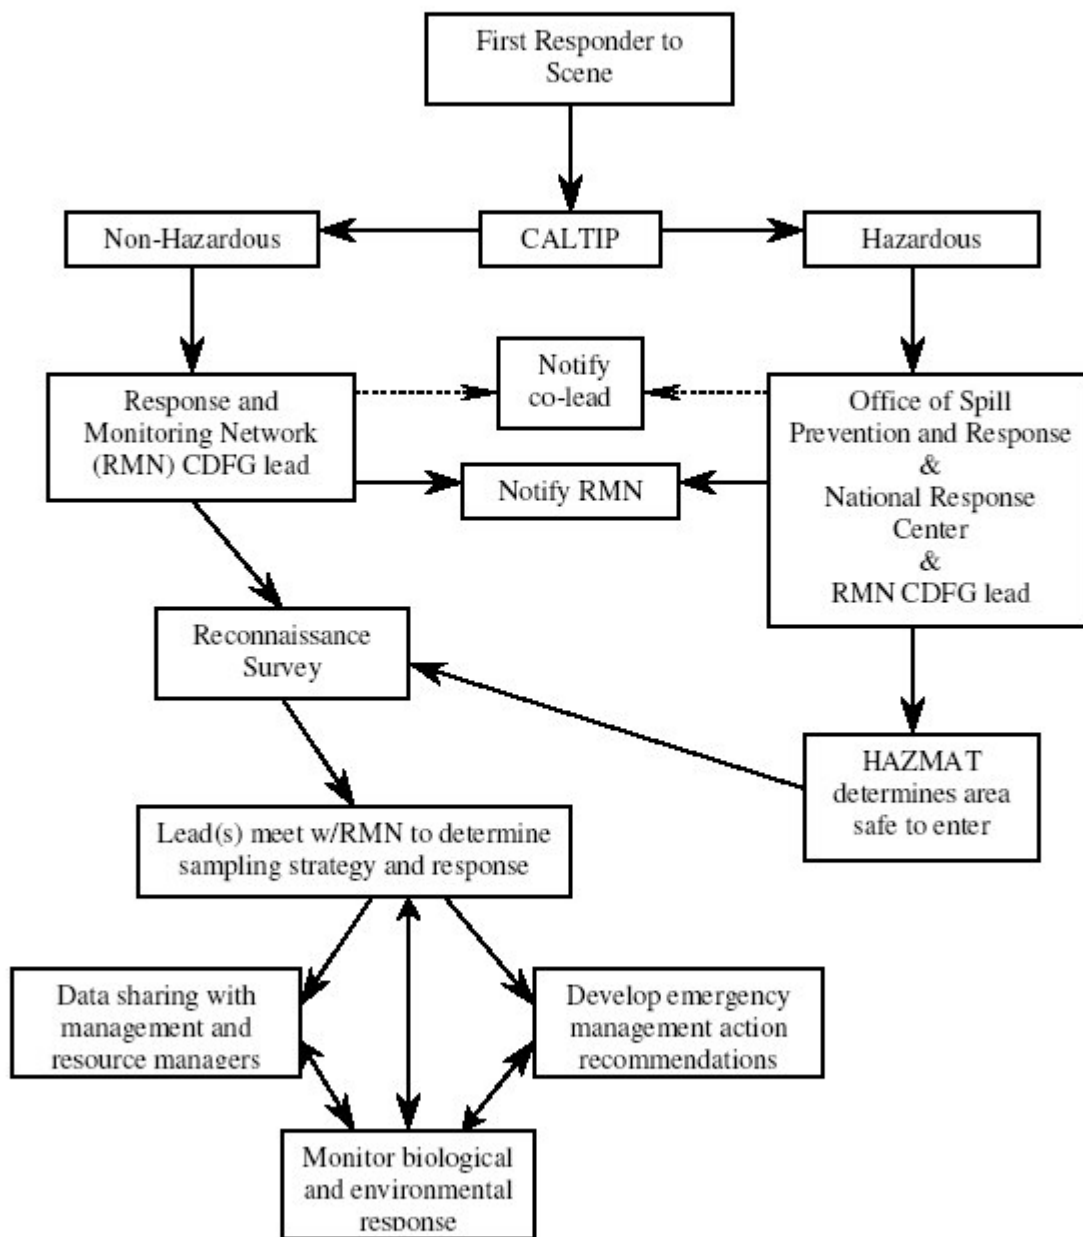 First Responder to
Scene
Non-Hazardous
CALTIP
Hazardous
Notify
co-lead
Response and
Monitoring Network
(RMN) CDFG lead
Office of Spill
Prevention and Response
&
National Response
Center
&
RMN CDFG lead
Notify RMN
Reconnaissance
Survey
HAZMAT
determines area
safe to enter
Lead(s) meet w/RMN to determine
sampling strategy and response
Data sharing with
management and
resource managers
Develop emergency
management action
recommendations
Monitor biological
and environmental
response